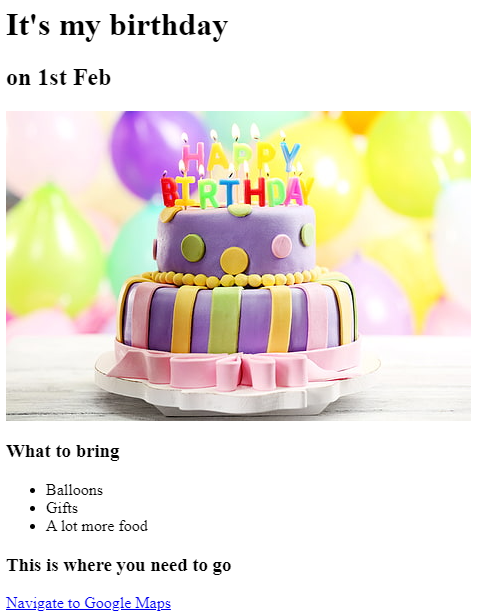 It's my birthday
on 1st Feb
HAPPY
BIRTHDAY
What to bring
Balloons
Gifts
A lot more food
This is where you need to go
Navigate to Google Maps